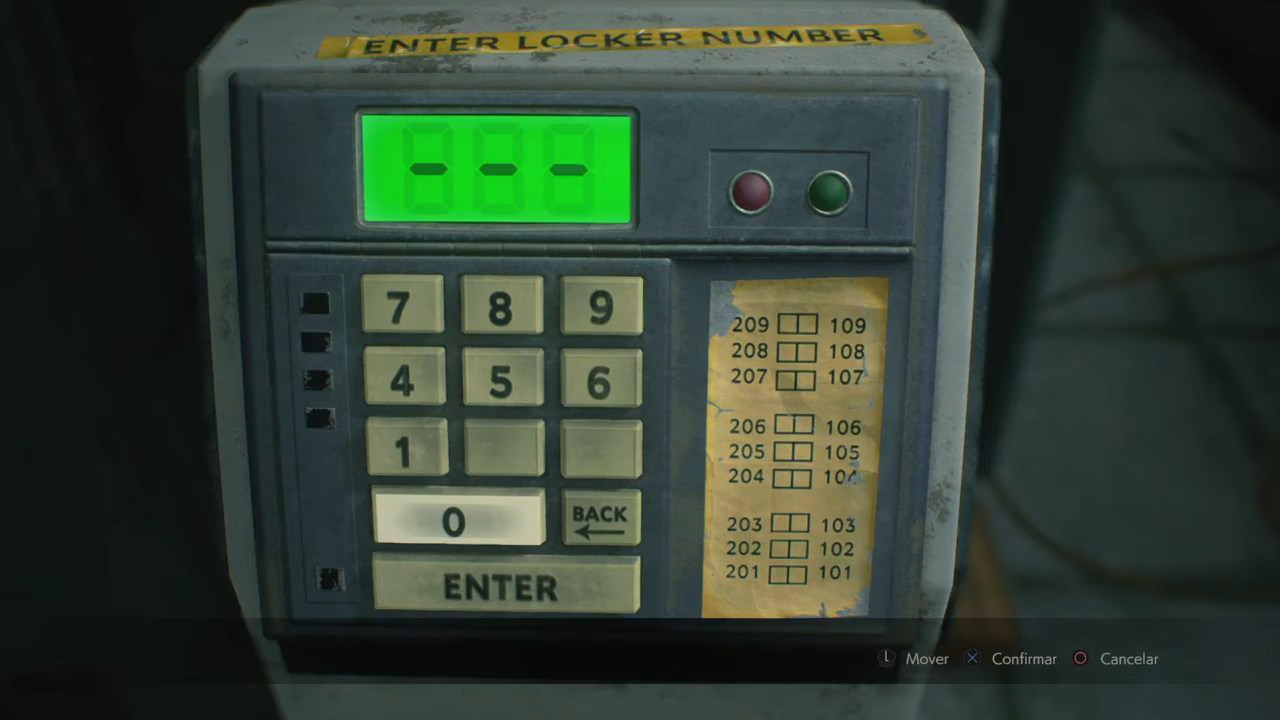 ENTER LOCKER NUMBER
- - -
7 8 9
4 5 6
1
0 BACK
ENTER
209 109
208 108
207 107
206 106
205 105
204 104
203 103
202 102
201 101
L Mover Confirmar Cancelar